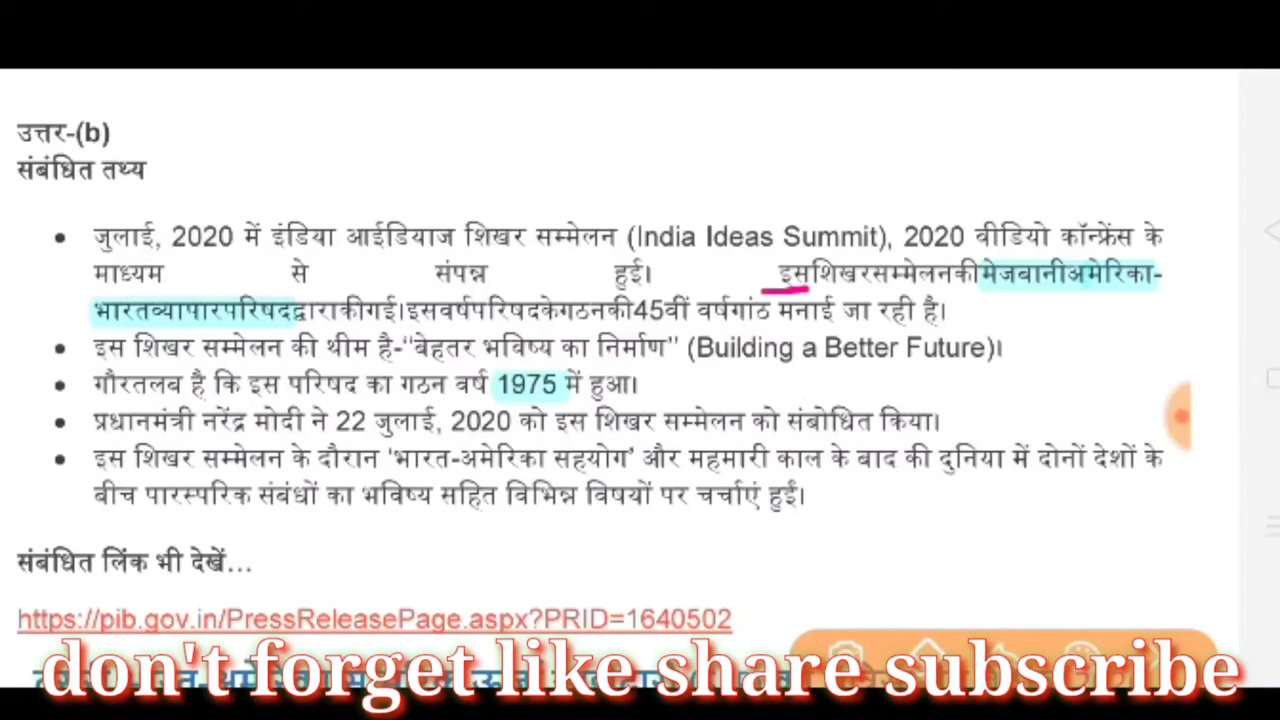 उत्तर-(b)
संबंधित तथ्य
• जुलाई, 2020 में इंडिया आईडियाज शिखर सम्मेलन (India Ideas Summit), 2020 वीडियो कॉन्फ्रेंस के
माध्यम से संपन्न हुई। इसशिखरसम्मेलनकीमेजबानीअमेरिका-
भारतव्यापारपरिषदद्वाराकीगई।इसवर्षपरिषदकेगठनकी45वीं वर्षगांठ मनाई जा रही है।
• इस शिखर सम्मेलन की थीम है-“बेहतर भविष्य का निर्माण” (Building a Better Future)।
• गौरतलब है कि इस परिषद का गठन वर्ष 1975 में हुआ।
• प्रधानमंत्री नरेंद्र मोदी ने 22 जुलाई, 2020 को इस शिखर सम्मेलन को संबोधित किया।
• इस शिखर सम्मेलन के दौरान ‘भारत-अमेरिका सहयोग’ और महमारी काल के बाद की दुनिया में दोनों देशों के
बीच पारस्परिक संबंधों का भविष्य सहित विभिन्न विषयों पर चर्चाएं हुईं।
संबंधित लिंक भी देखें...
https://pib.gov.in/PressReleasePage.aspx?PRID=1640502
don't forget like share subscribe